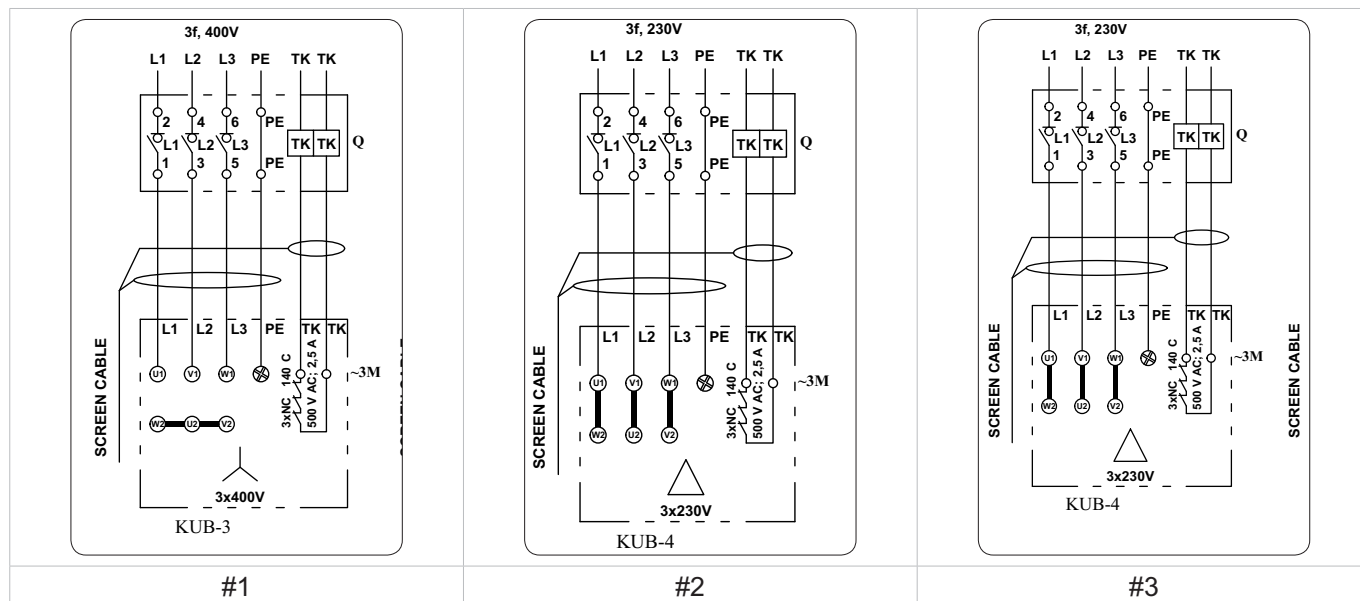 3f, 400V
L1 L2 L3 PE TK TK
2 4 6 PE
L1 L2 L3 TK TK Q
1 3 5 PE
SCREEN CABLE
L1 L2 L3 PE TK TK
U1 V1 W1
3xNC 140 C
500 V AC; 2,5 A
~3M
W2 U2 V2
3x400V
KUB-3
#1
3f, 230V
L1 L2 L3 PE TK TK
2 4 6 PE
L1 L2 L3 TK TK Q
1 3 5 PE
SCREEN CABLE
L1 L2 L3 PE TK TK
U1 V1 W1
3xNC 140 C
500 V AC; 2,5 A
~3M
W2 U2 V2
3x230V
KUB-4
#2
3f, 230V
L1 L2 L3 PE TK TK
2 4 6 PE
L1 L2 L3 TK TK Q
1 3 5 PE
SCREEN CABLE
L1 L2 L3 PE TK TK
U1 V1 W1
3xNC 140 C
500 V AC; 2,5 A
~3M
W2 U2 V2
3x230V
KUB-4
SCREEN CABLE
#3